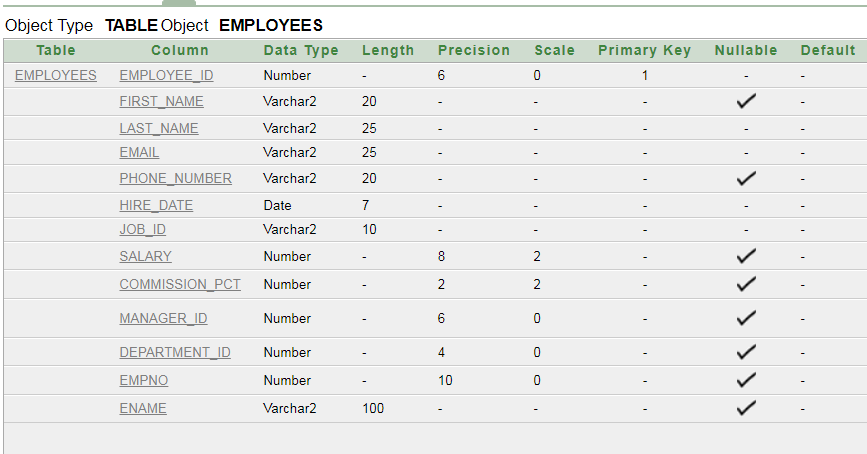 Object Type TABLE Object EMPLOYEES
Table Column Data Type Length Precision Scale Primary Key Nullable Default
EMPLOYEES EMPLOYEE_ID Number - 6 0 1 - -
FIRST_NAME Varchar2 20 - - - ✓ -
LAST_NAME Varchar2 25 - - - - -
EMAIL Varchar2 25 - - - - -
PHONE_NUMBER Varchar2 20 - - - ✓ -
HIRE_DATE Date 7 - - - - -
JOB_ID Varchar2 10 - - - - -
SALARY Number - 8 2 - ✓ -
COMMISSION_PCT Number - 2 2 - ✓ -
MANAGER_ID Number - 6 0 - ✓ -
DEPARTMENT_ID Number - 4 0 - ✓ -
EMPNO Number - 10 0 - ✓ -
ENAME Varchar2 100 - - - ✓ -